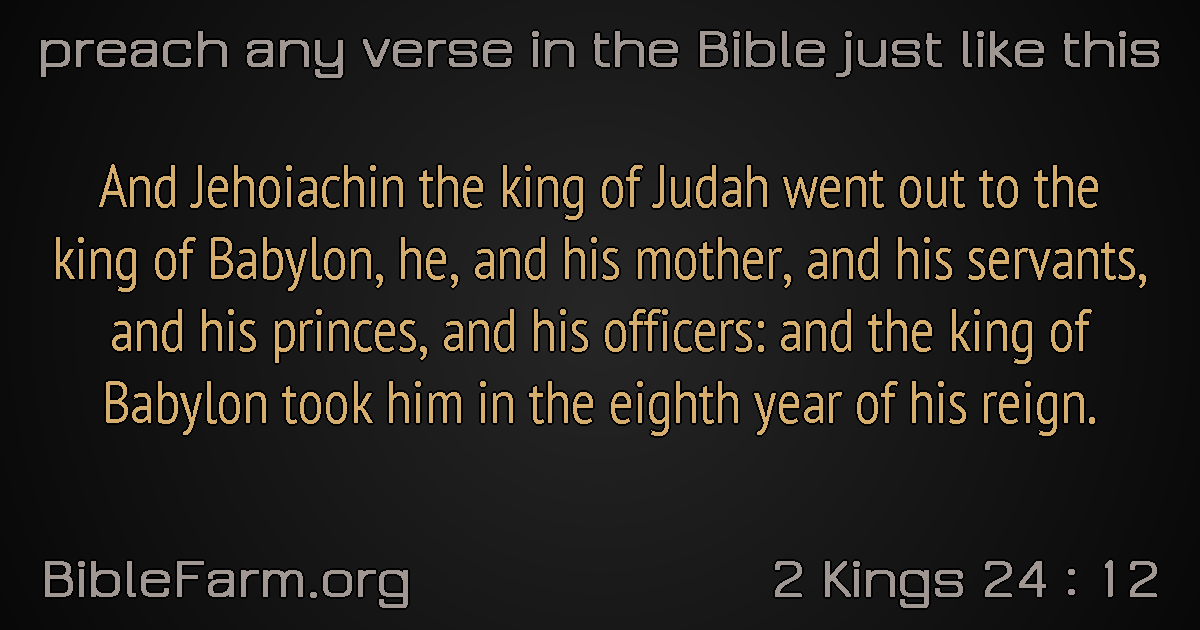 preach any verse in the Bible just like this
And Jehoiachin the king of Judah went out to the
king of Babylon, he, and his mother, and his servants,
and his princes, and his officers: and the king of
Babylon took him in the eighth year of his reign.
BibleFarm.org
2 Kings 24 : 12